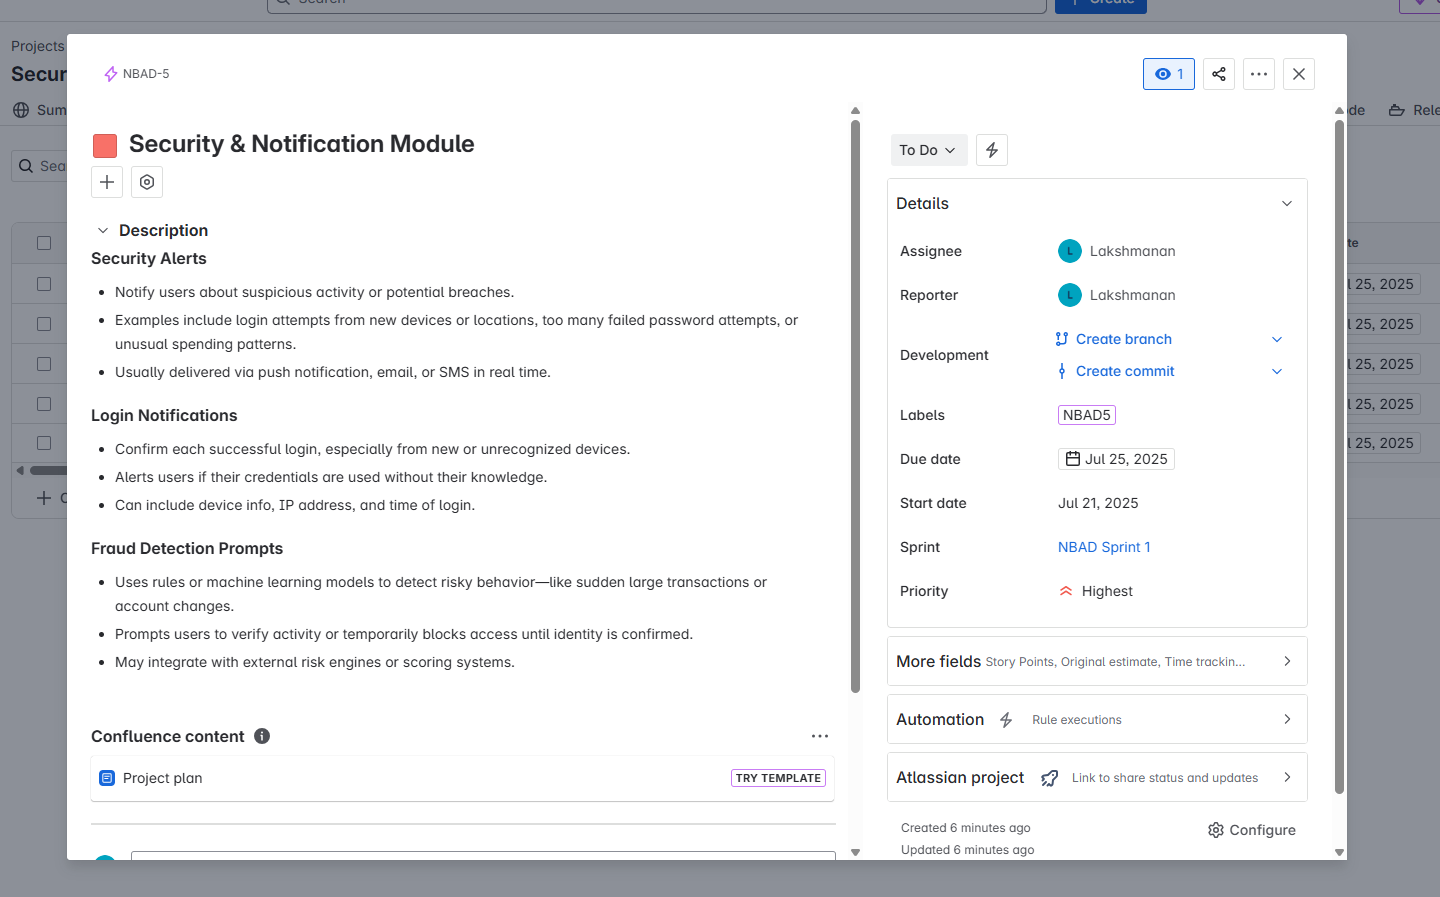 Search
Create
Projects
Secur
Sum
ode
Rele
Sea
te
l 25, 2025
l 25, 2025
l 25, 2025
l 25, 2025
l 25, 2025
NBAD-5
1
Security & Notification Module
Description
Security Alerts
Notify users about suspicious activity or potential breaches.
Examples include login attempts from new devices or locations, too many failed password attempts, or
unusual spending patterns.
Usually delivered via push notification, email, or SMS in real time.
Login Notifications
Confirm each successful login, especially from new or unrecognized devices.
Alerts users if their credentials are used without their knowledge.
Can include device info, IP address, and time of login.
Fraud Detection Prompts
Uses rules or machine learning models to detect risky behavior—like sudden large transactions or
account changes.
Prompts users to verify activity or temporarily blocks access until identity is confirmed.
May integrate with external risk engines or scoring systems.
Confluence content
Project plan
TRY TEMPLATE
To Do
Details
Assignee
L Lakshmanan
Reporter
L Lakshmanan
Development
Create branch
Create commit
Labels
NBAD5
Due date
Jul 25, 2025
Start date
Jul 21, 2025
Sprint
NBAD Sprint 1
Priority
Highest
More fields Story Points, Original estimate, Time trackin...
Automation Rule executions
Atlassian project Link to share status and updates
Created 6 minutes ago
Configure
Updated 6 minutes ago